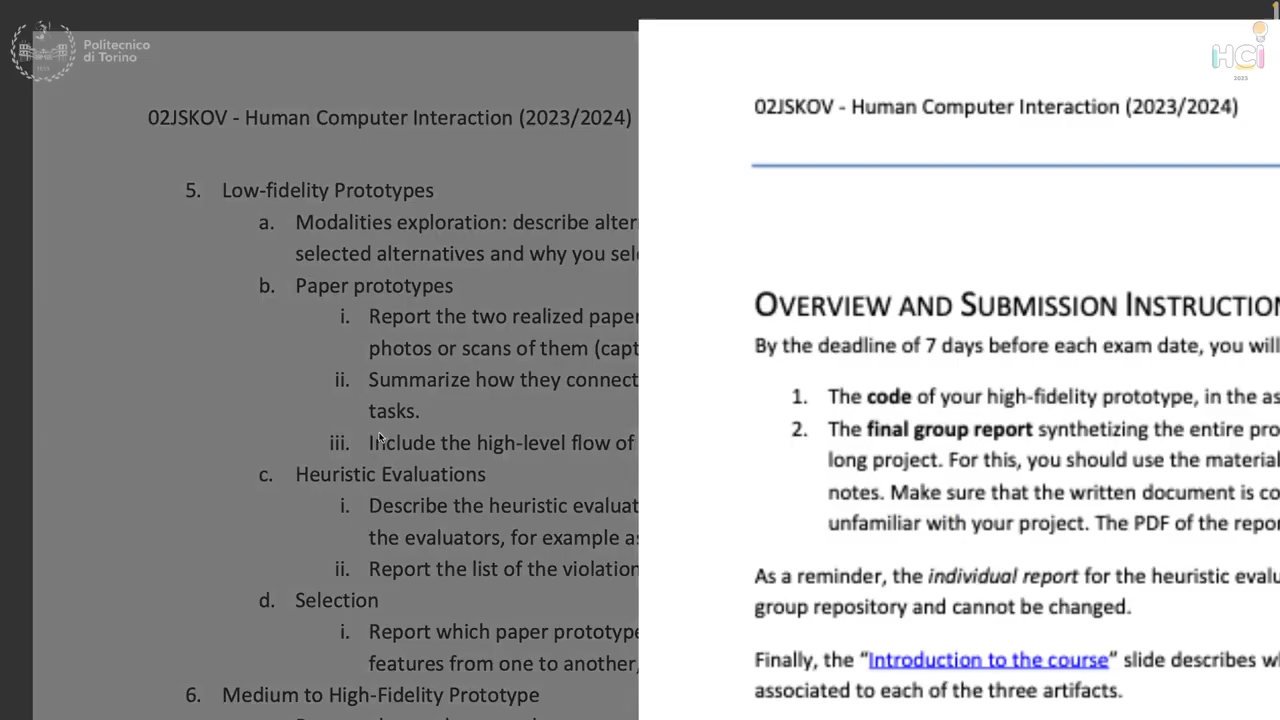 Politecnico
di Torino
02JSKOV - Human Computer Interaction (2023/2024)
5. Low-fidelity Prototypes
a. Modalities exploration: describe alter
selected alternatives and why you sele
b. Paper prototypes
i. Report the two realized paper
photos or scans of them (capt
ii. Summarize how they connect
tasks.
iii. Include the high-level flow of
c. Heuristic Evaluations
i. Describe the heuristic evaluat
the evaluators, for example as
ii. Report the list of the violation
d. Selection
i. Report which paper prototype
features from one to another,
6. Medium to High-Fidelity Prototype
HCI
2023
02JSKOV - Human Computer Interaction (2023/2024)
OVERVIEW AND SUBMISSION INSTRUCTION
By the deadline of 7 days before each exam date, you will
1. The code of your high-fidelity prototype, in the as
2. The final group report synthetizing the entire pro
long project. For this, you should use the material
notes. Make sure that the written document is co
unfamiliar with your project. The PDF of the repor
As a reminder, the individual report for the heuristic evalu
group repository and cannot be changed.
Finally, the “Introduction to the course” slide describes wh
associated to each of the three artifacts.